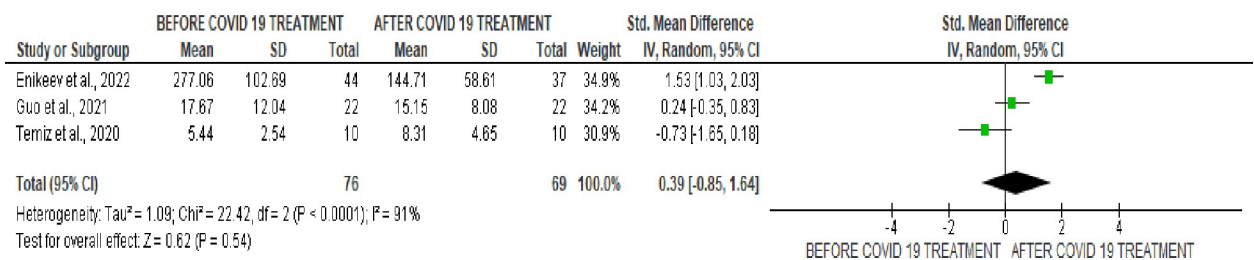 BEFORE COVID 19 TREATMENT AFTER COVID 19 TREATMENT Std. Mean Difference Std. Mean Difference
Study or Subgroup Mean SD Total Mean SD Total Weight IV, Random, 95% CI IV, Random, 95% CI
Enikeev et al., 2022 277.06 102.69 44 144.71 58.61 37 34.9% 1.53 [1.03, 2.03]
Guo et al., 2021 17.67 12.04 22 15.15 8.08 22 34.2% 0.24 [-0.35, 0.83]
Temiz et al., 2020 5.44 2.54 10 8.31 4.65 10 30.9% -0.73 [-1.65, 0.18]
Total (95% CI) 76 69 100.0% 0.39 [-0.85, 1.64]
Heterogeneity: Tau² = 1.09; Chi² = 22.42, df = 2 (P < 0.0001); I² = 91%
Test for overall effect: Z = 0.62 (P = 0.54)
-4 -2 0 2 4
BEFORE COVID 19 TREATMENT AFTER COVID 19 TREATMENT